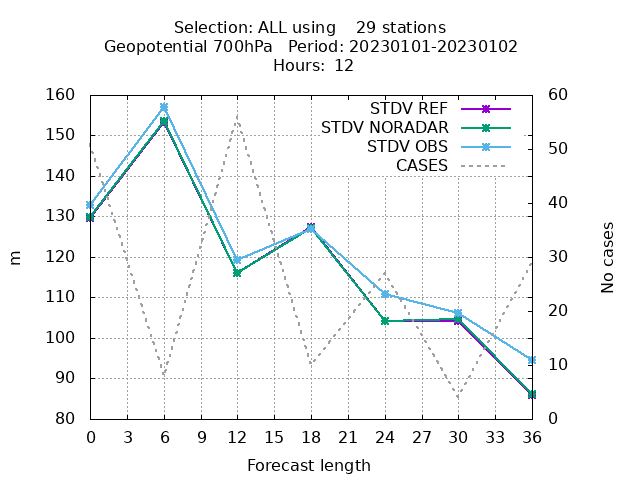 Selection: ALL using    29 stations
Geopotential 700hPa   Period: 20230101-20230102
Hours:  12
STDV REF
STDV NORADAR
STDV OBS
CASES
160
150
140
130
120
110
100
90
80
m
60
50
40
30
20
10
0
No cases
0 3 6 9 12 15 18 21 24 27 30 33 36
Forecast length